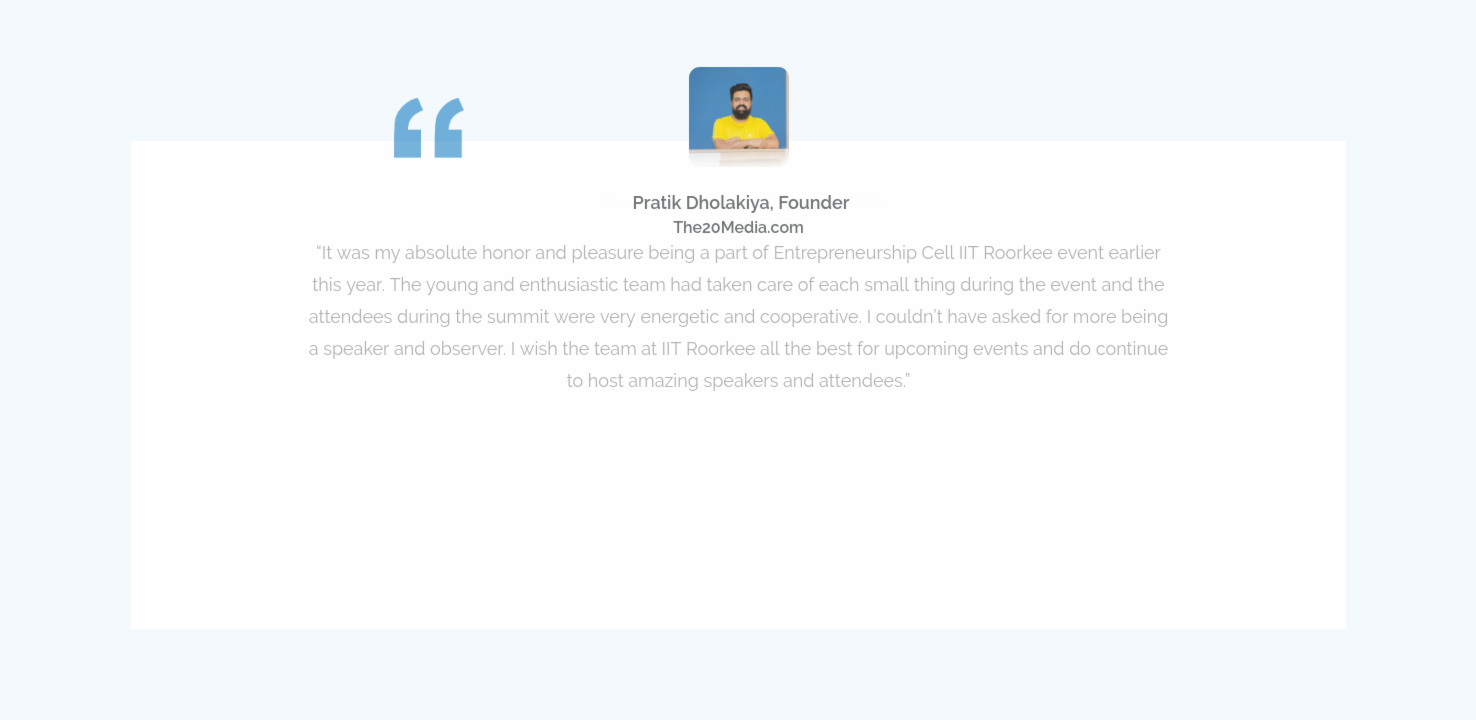 Pratik Dholakiya, Founder
The20Media.com
“It was my absolute honor and pleasure being a part of Entrepreneurship Cell IIT Roorkee event earlier
this year. The young and enthusiastic team had taken care of each small thing during the event and the
attendees during the summit were very energetic and cooperative. I couldn’t have asked for more being
a speaker and observer. I wish the team at IIT Roorkee all the best for upcoming events and do continue
to host amazing speakers and attendees.”